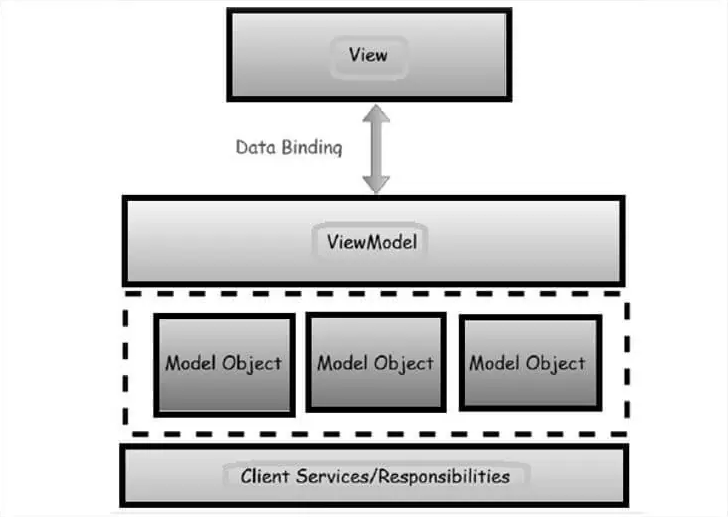 View
Data Binding
ViewModel
Model Object
Model Object
Model Object
Client Services/Responsibilities